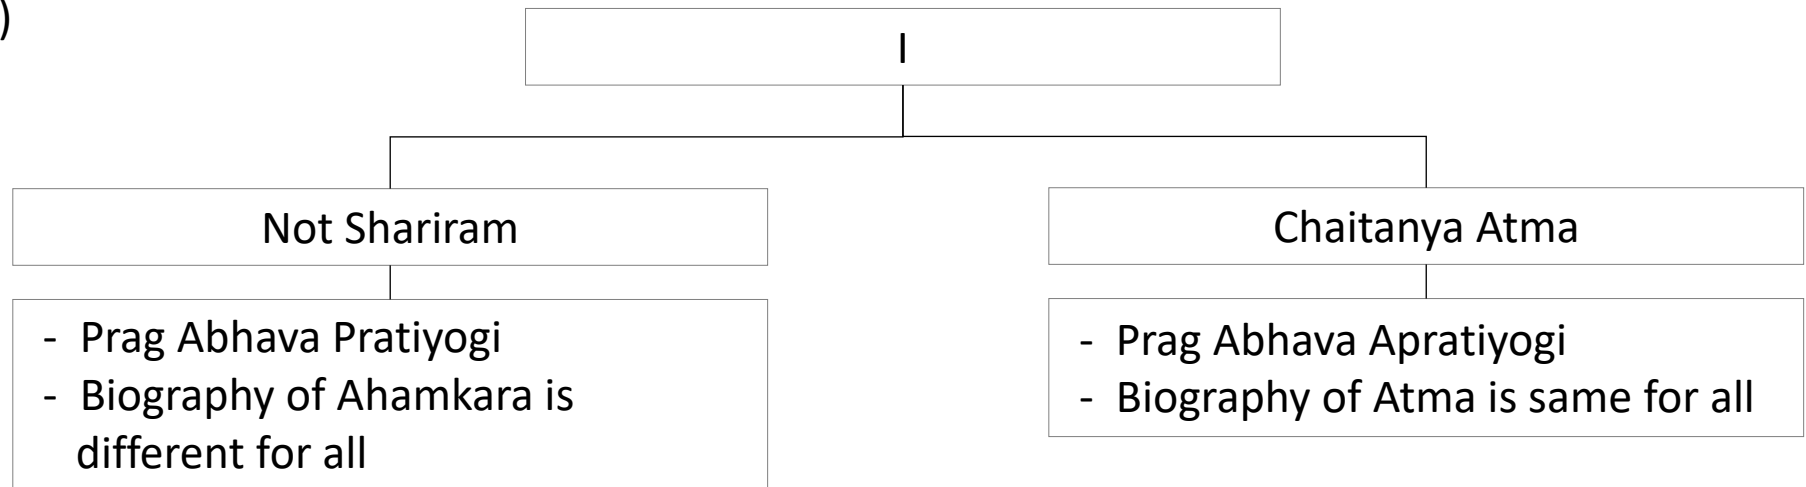 )
I
Not Shariram
Chaitanya Atma
- Prag Abhava Pratiyogi
- Biography of Ahamkara is
different for all
- Prag Abhava Apratiyogi
- Biography of Atma is same for all